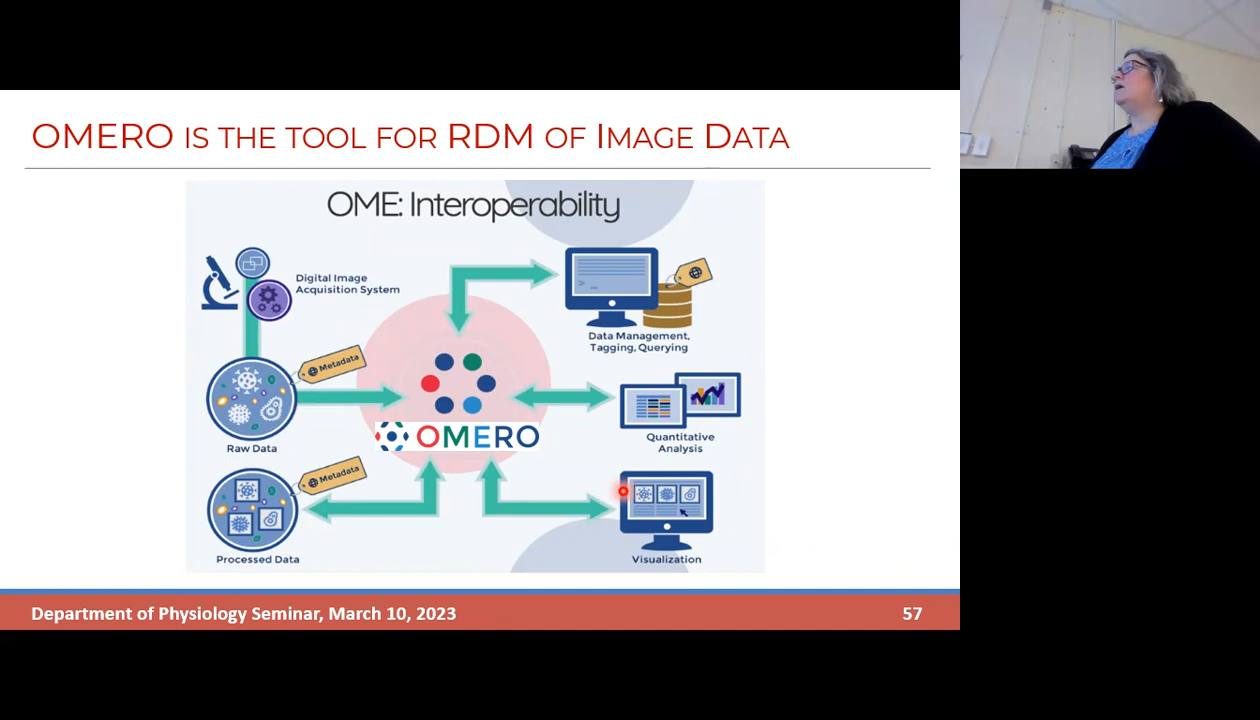 OMERO IS THE TOOL FOR RDM OF IMAGE DATA
OME: Interoperability
Digital Image
Acquisition System
Metadata
Raw Data
Metadata
Processed Data
OMERO
Data Management,
Tagging, Querying
Quantitative
Analysis
Visualization
Department of Physiology Seminar, March 10, 2023
57